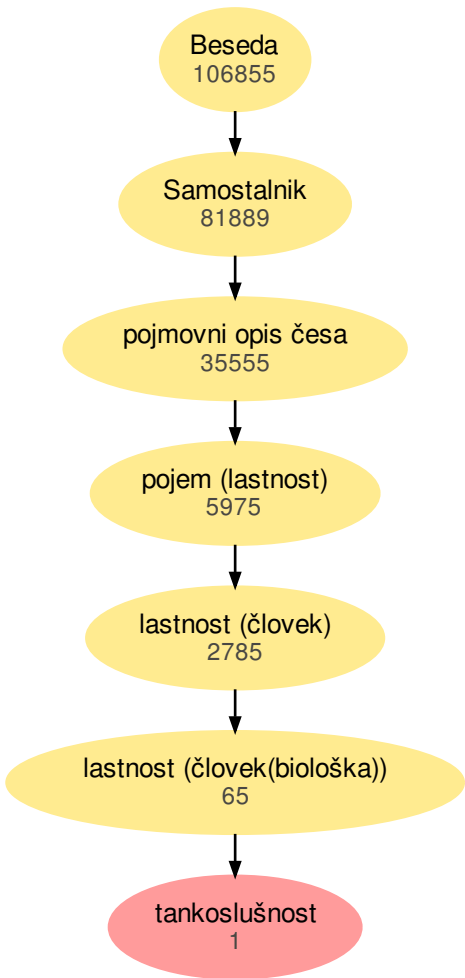 Beseda
106855
Samostalnik
81889
pojmovni opis česa
35555
pojem (lastnost)
5975
lastnost (človek)
2785
lastnost (človek(biološka))
65
tankoslušnost
1